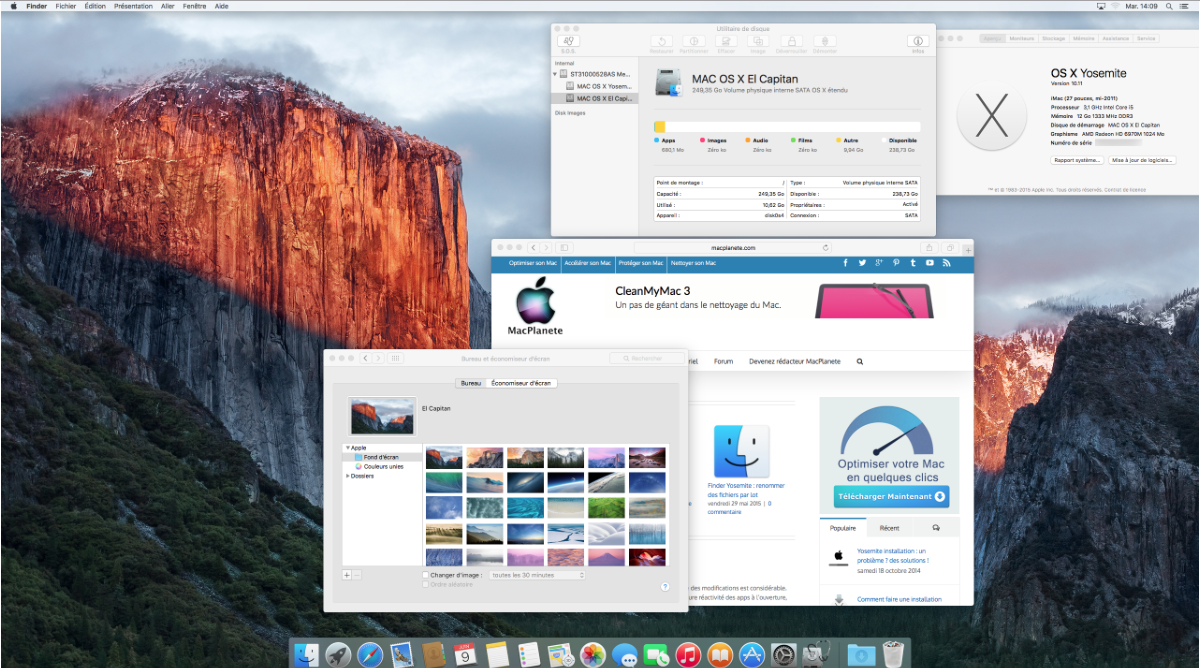 Finder Fichier Édition Présentation Aller Fenêtre Aide
Mar. 14:09
Utilitaire de disque
S.O.S.
Réparer Partitionner Effacer Image Déverrouiller Démonter
Infos
Internal
ST31000528AS Me...
MAC OS X Yosem...
MAC OS X El Capi...
Disk Images
MAC OS X El Capitan
249,35 Go Volume physique interne SATA OS X étendu
Apps Images Audio Films Autre Disponible
690,1 Mo Zéro ko Zéro ko Zéro ko 9,94 Go 238,73 Go
Point de montage : / Type : Volume physique interne SATA
Capacité : 249,35 Go Disponible : 238,73 Go
Utilisé : 10,62 Go Propriétaires : Activé
Appareil : disk0s4 Connexion : SATA
Aperçu Moniteurs Stockage Mémoire Assistance Service
OS X Yosemite
Version 10.11
iMac (27 pouces, mi-2011)
Processeur 3,1 GHz Intel Core i5
Mémoire 12 Go 1333 MHz DDR3
Disque de démarrage MAC OS X El Capitan
Graphisme AMD Radeon HD 6970M 1024 Mo
Numéro de série
Rapport système... Mise à jour de logiciels...
™ et © 1983-2015 Apple Inc. Tous droits réservés. Contrat de licence
macplanete.com
Optimiser son Mac Accélérer son Mac Protéger son Mac Nettoyer son Mac
MacPlanete
CleanMyMac 3
Un pas de géant dans le nettoyage du Mac.
riel Forum Devenez rédacteur MacPlanete
Finder Yosemite : renommer
des fichiers par lot
vendredi 29 mai 2015 | 0
commentaire
Optimiser votre Mac
en quelques clics
Télécharger Maintenant
Populaire Récent
Yosemite installation : un
problème ? des solutions !
samedi 18 octobre 2014
Comment faire une installation
des modifications est considérable.
ure réactivité des apps à l'ouverture,
Bureau et économiseur d'écran
Rechercher
Bureau Économiseur d'écran
El Capitan
Apple
Fond d'écran
Couleurs unies
Dossiers
Changer d'image : toutes les 30 minutes
Ordre aléatoire
JUIN
9